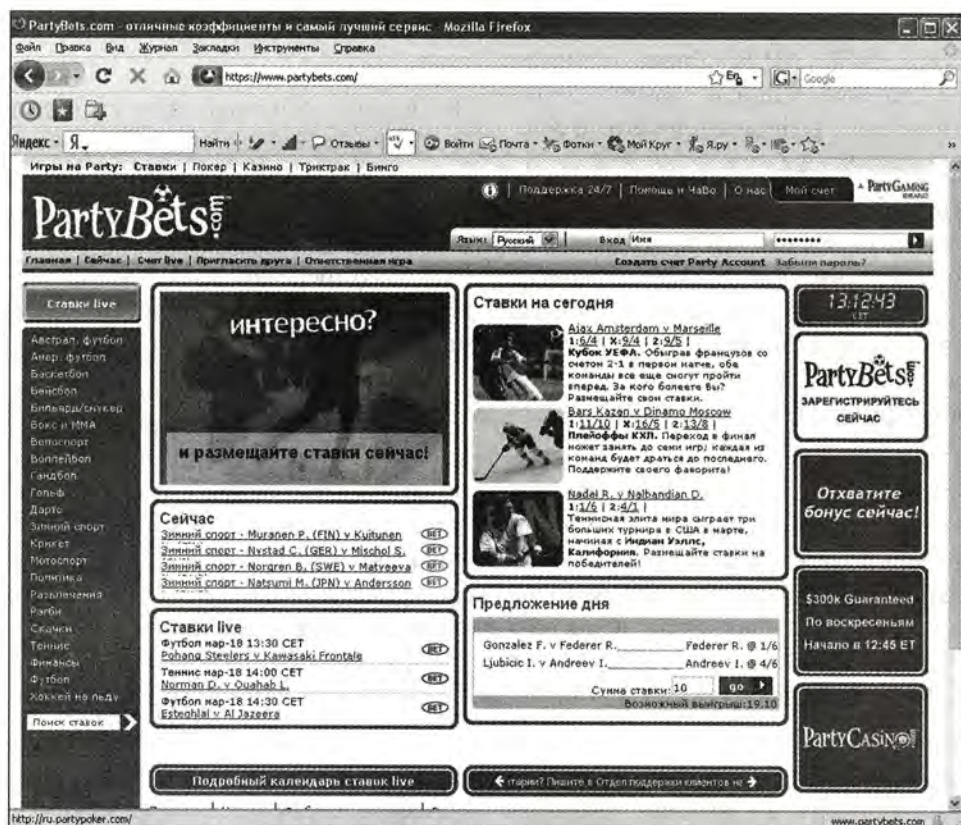 PartyBets.com - отличные коэффициенты и самый лучший сервис - Mozilla Firefox
Файл Правка Вид Журнал Закладки Инструменты Справка
https://www.partybets.com/
En
Google
Яндекс
Я
Найти
Отзывы
Войти Почта Фотки Мой Круг Я.ру
Игры на Party: Ставки | Покер | Казино | Триктрак | Бинго
Поддержка 24/7 | Помощь и ЧаВо | О нас Мой счет
PartyGaming
PartyBets.com
Язык: Русский
Вход Имя
********
Главная | Сейчас | Счет live | Пригласить друга | Ответственная игра
Создать счет Party Account Забыли пароль?
Ставки live
Австрал. футбол
Амер. футбол
Баскетбол
Бейсбол
Бильярд/снукер
Бокс и ММА
Велоспорт
Воллейбол
Гандбол
Гольф
Дартс
Зимний спорт
Крикет
Мотоспорт
Политика
Развлечения
Рэгби
Скачки
Теннис
Финансы
Футбол
Хоккей на льду
Поиск ставок
интересно?
и размещайте ставки сейчас!
Сейчас
Зимний спорт - Muranen P. (FIN) v Kuitunen BET
Зимний спорт - Nystad C. (GER) v Mischol S. BET
Зимний спорт - Norgren B. (SWE) v Matveeva BET
Зимний спорт - Natsumi M. (JPN) v Andersson BET
Ставки live
Футбол мар-18 13:30 CET
Pohang Steelers v Kawasaki Frontale BET
Теннис мар-18 14:00 CET
Norman D. v Ouahab L. BET
Футбол мар-18 14:30 CET
Esteghlal v Al Jazeera BET
Подробный календарь ставок live
Ставки на сегодня
Ajax Amsterdam v Marseille
1:6/4 | X:9/4 | 2:9/5 |
Кубок УЕФА. Обыграв французов со
счетом 2-1 в первом матче, обе
команды все еще смогут пройти
вперед. За кого болеете Вы?
Размещайте свои ставки.
Bars Kazan v Dinamo Moscow
1:11/10 | X:16/5 | 2:13/8 |
Плейоффы КХЛ. Переход в финал
может занять до семи игр; каждая из
команд будет драться до последнего.
Поддержите своего фаворита!
Nadal R. v Nalbandian D.
1:1/6 | 2:4/1 |
Теннисная элита мира сыграет три
больших турнира в США в марте,
начиная с Индиан Уэллс,
Калифорния. Размещайте ставки на
победителей!
Предложение дня
Gonzalez F. v Federer R. Federer R. @ 1/6
Ljubicic I. v Andreev I. Andreev I. @ 4/6
Сумма ставки: 10 go
Возможный выигрыш:19.10
тарии? Пишите в Отдел поддержки клиентов
13:12:43
CET
PartyBets.com
ЗАРЕГИСТРИРУЙТЕСЬ
СЕЙЧАС
Отхватите
бонус сейчас!
$300k Guaranteed
По воскресеньям
Начало в 12:45 ET
PartyCasino
http://ru.partypoker.com/
www.partybets.com